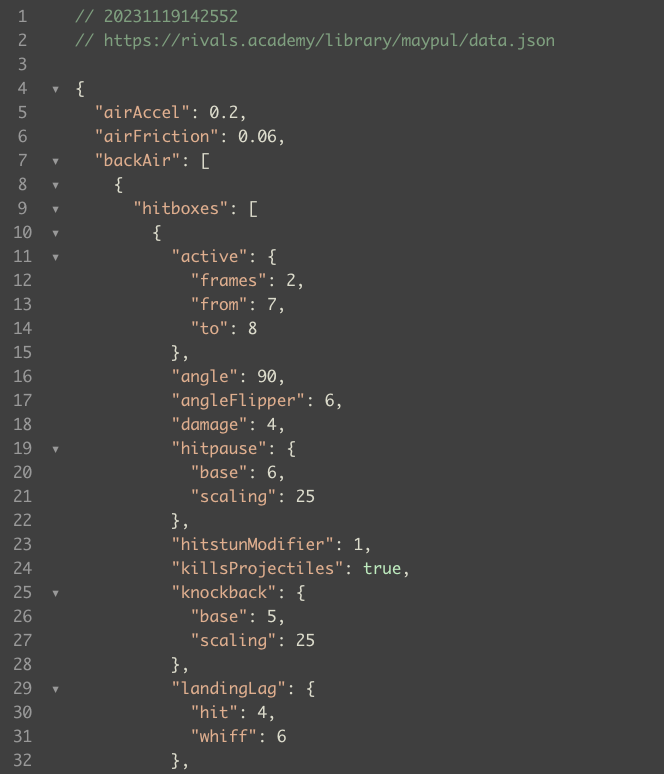 1 // 20231119142552
2 // https://rivals.academy/library/maypul/data.json
3
4 ▼ {
5 "airAccel": 0.2,
6 "airFriction": 0.06,
7 ▼ "backAir": [
8 ▼ {
9 ▼ "hitboxes": [
10 ▼ {
11 ▼ "active": {
12 "frames": 2,
13 "from": 7,
14 "to": 8
15 },
16 "angle": 90,
17 "angleFlipper": 6,
18 "damage": 4,
19 ▼ "hitpause": {
20 "base": 6,
21 "scaling": 25
22 },
23 "hitstunModifier": 1,
24 "killsProjectiles": true,
25 ▼ "knockback": {
26 "base": 5,
27 "scaling": 25
28 },
29 ▼ "landingLag": {
30 "hit": 4,
31 "whiff": 6
32 },